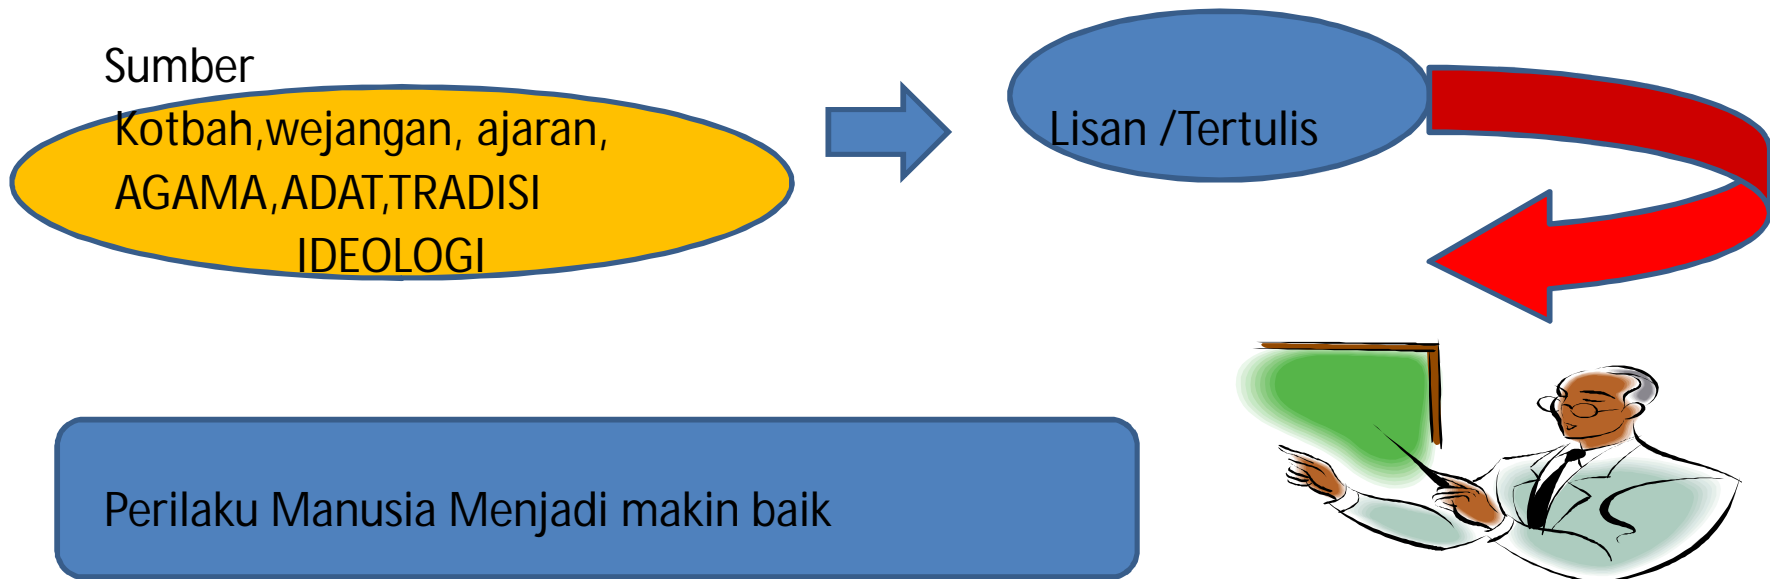 Sumber
Kotbah,wejangan, ajaran,
AGAMA,ADAT,TRADISI
IDEOLOGI
Lisan /Tertulis
Perilaku Manusia Menjadi makin baik